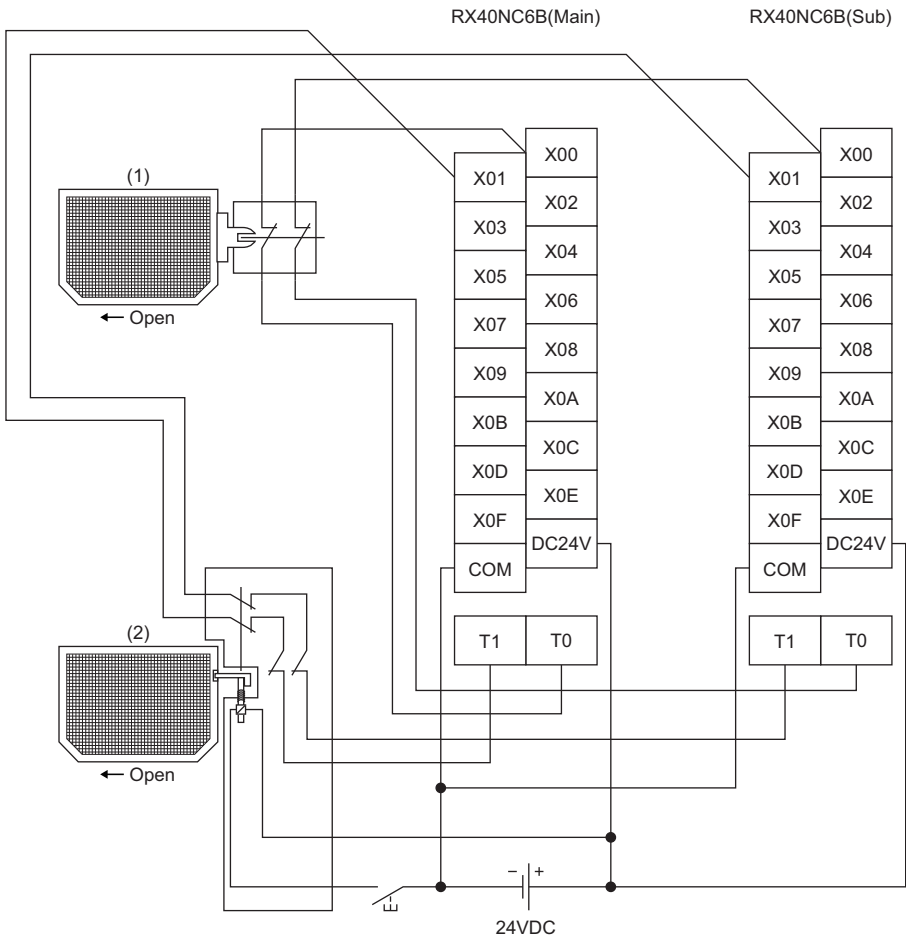 RX40NC6B(Main)
RX40NC6B(Sub)
(1)
← Open
(2)
← Open
X00
X01
X02
X03
X04
X05
X06
X07
X08
X09
X0A
X0B
X0C
X0D
X0E
X0F
DC24V
COM
T1 T0
X00
X01
X02
X03
X04
X05
X06
X07
X08
X09
X0A
X0B
X0C
X0D
X0E
X0F
DC24V
COM
T1 T0
− +
24VDC